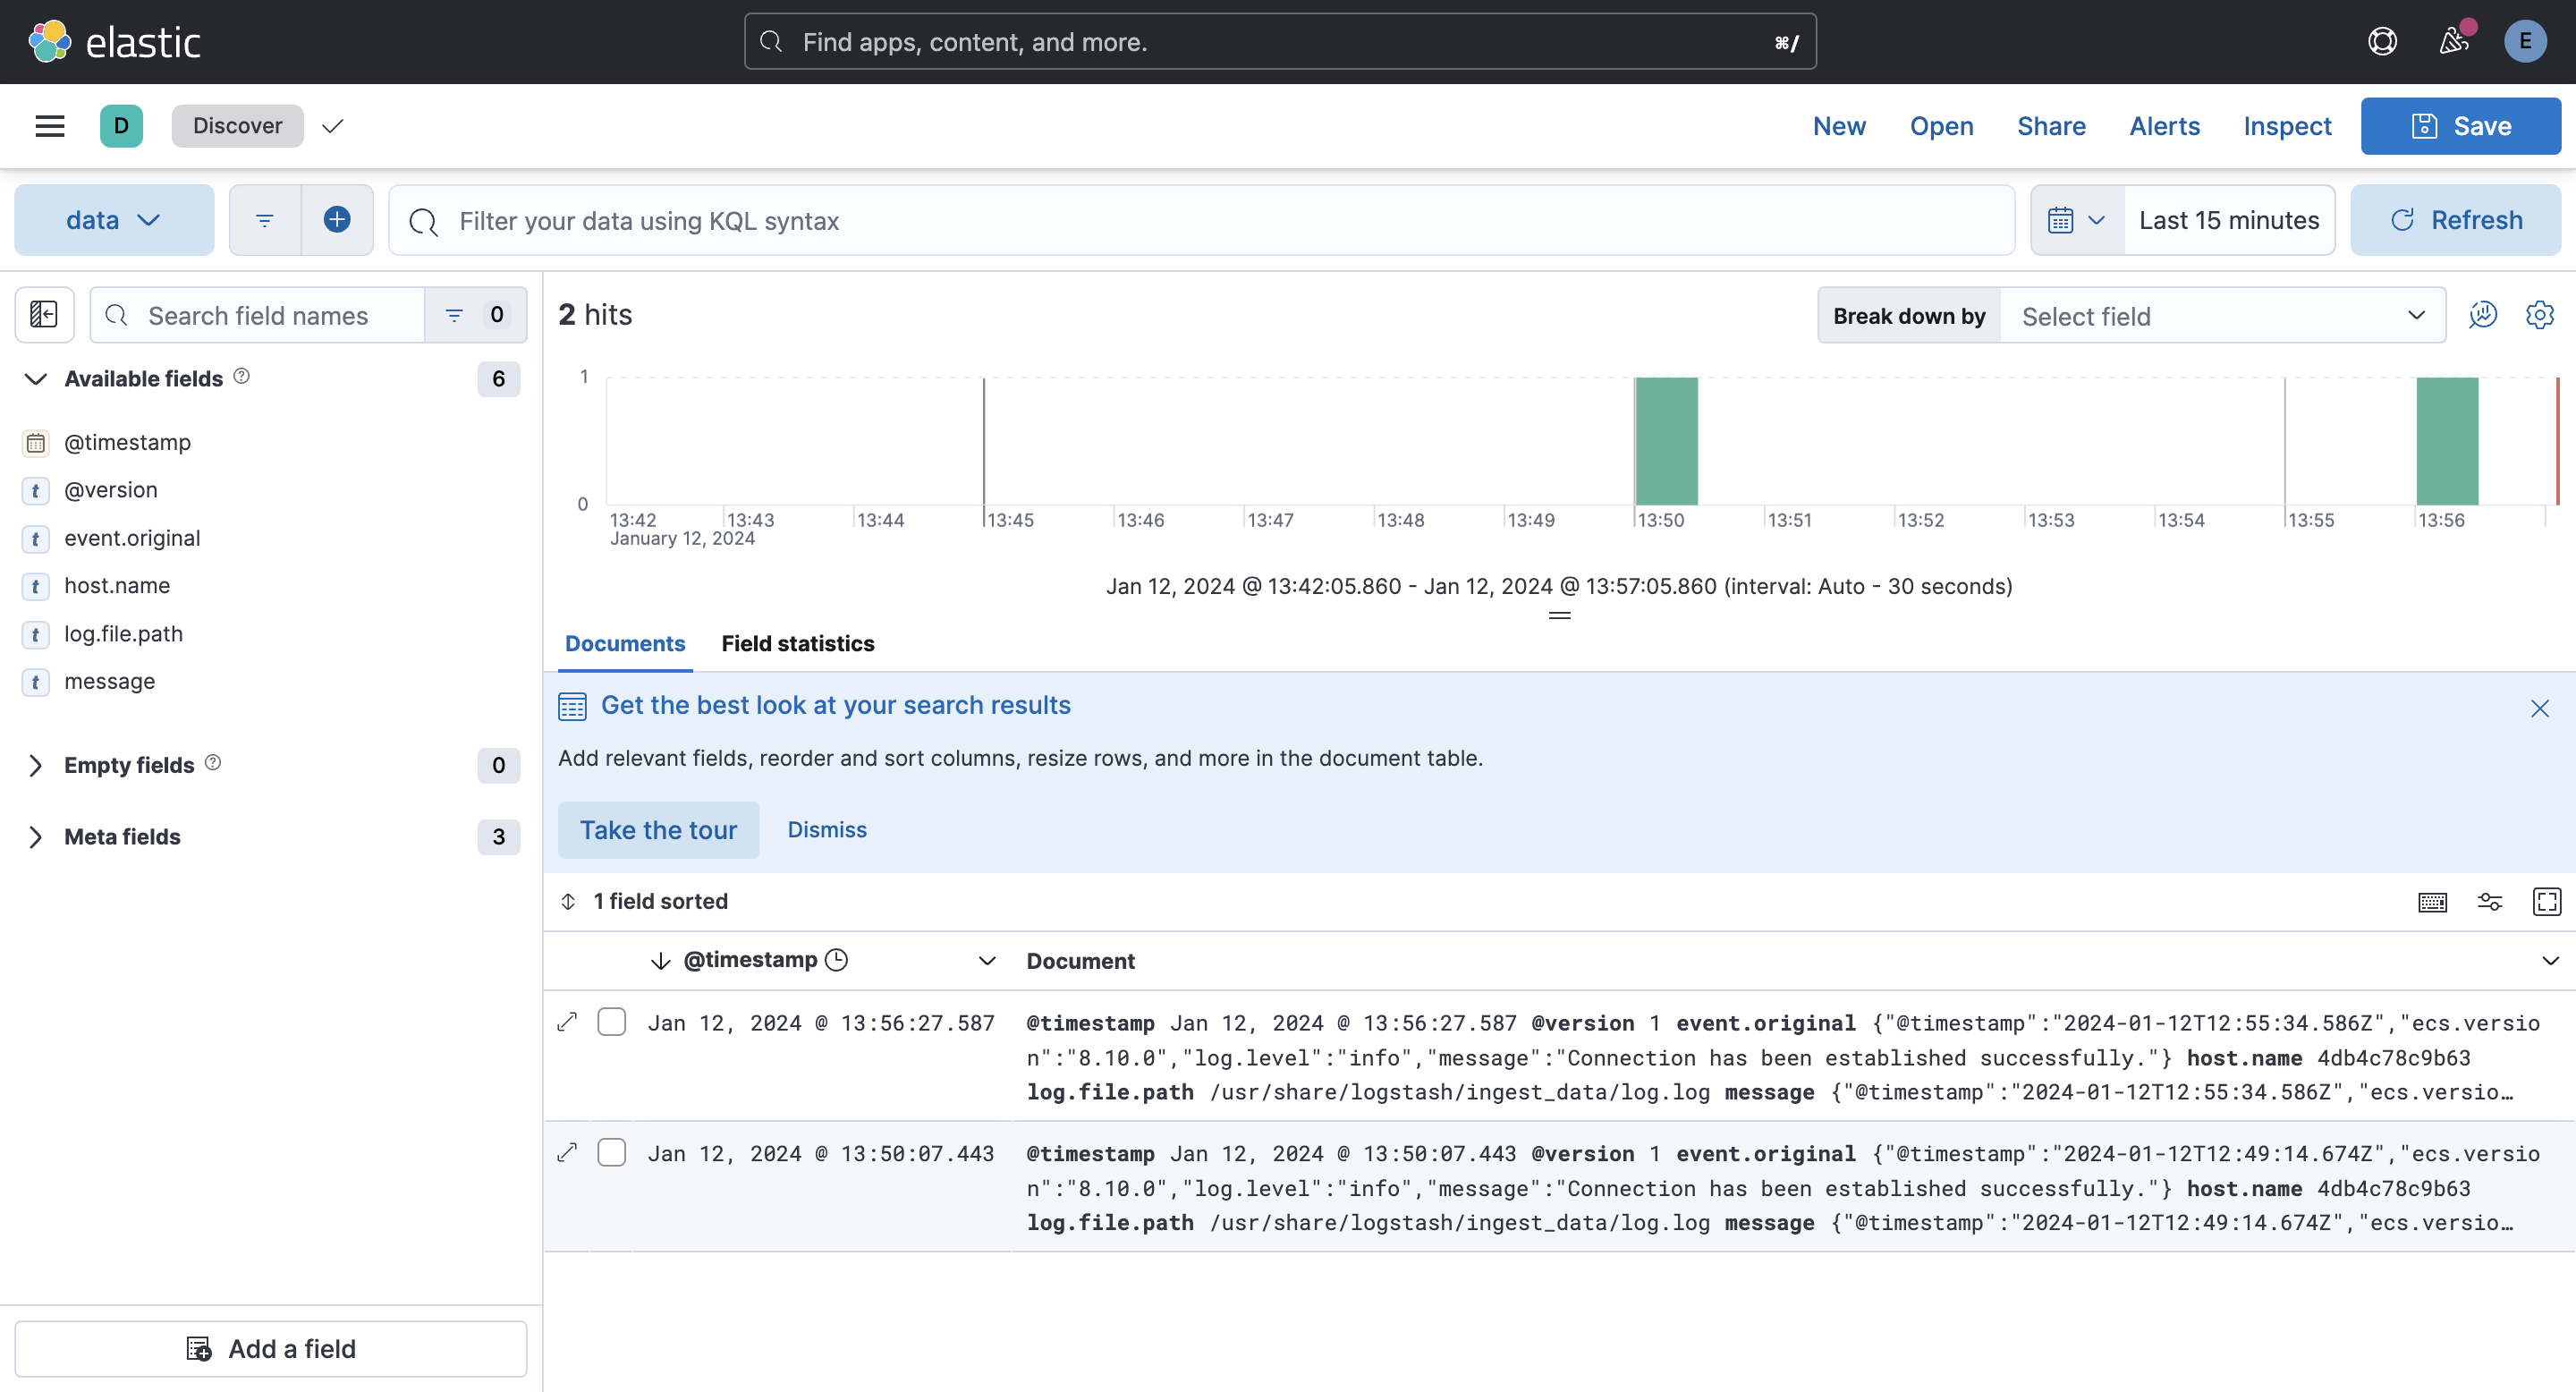 elastic
Find apps, content, and more.
⌘/
E
D
Discover
New
Open
Share
Alerts
Inspect
Save
data
Filter your data using KQL syntax
Last 15 minutes
Refresh
Search field names
0
2 hits
Break down by
Select field
Available fields
6
@timestamp
t @version
t event.original
t host.name
t log.file.path
t message
Empty fields
0
Meta fields
3
1
0
13:42 13:43 13:44 13:45 13:46 13:47 13:48 13:49 13:50 13:51 13:52 13:53 13:54 13:55 13:56
January 12, 2024
Jan 12, 2024 @ 13:42:05.860 - Jan 12, 2024 @ 13:57:05.860 (interval: Auto - 30 seconds)
Documents
Field statistics
Get the best look at your search results
Add relevant fields, reorder and sort columns, resize rows, and more in the document table.
Take the tour
Dismiss
1 field sorted
@timestamp
Document
Jan 12, 2024 @ 13:56:27.587
@timestamp Jan 12, 2024 @ 13:56:27.587 @version 1 event.original {"@timestamp":"2024-01-12T12:55:34.586Z","ecs.versio
n":"8.10.0","log.level":"info","message":"Connection has been established successfully."} host.name 4db4c78c9b63
log.file.path /usr/share/logstash/ingest_data/log.log message {"@timestamp":"2024-01-12T12:55:34.586Z","ecs.versio…
Jan 12, 2024 @ 13:50:07.443
@timestamp Jan 12, 2024 @ 13:50:07.443 @version 1 event.original {"@timestamp":"2024-01-12T12:49:14.674Z","ecs.versio
n":"8.10.0","log.level":"info","message":"Connection has been established successfully."} host.name 4db4c78c9b63
log.file.path /usr/share/logstash/ingest_data/log.log message {"@timestamp":"2024-01-12T12:49:14.674Z","ecs.versio…
Add a field